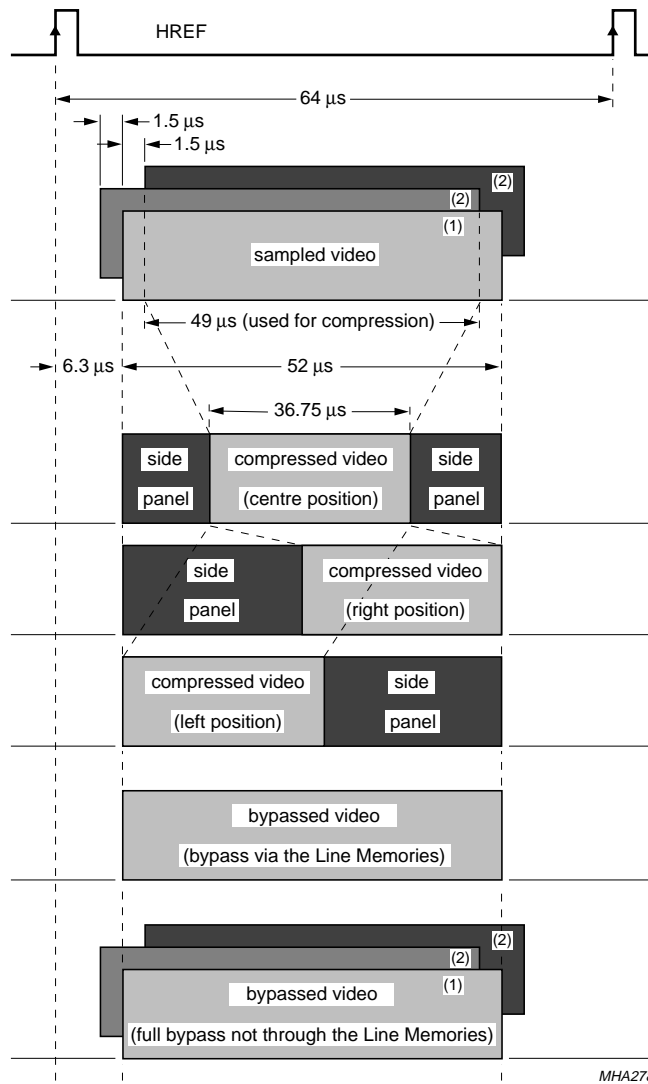 HREF
64 µs
1.5 µs
1.5 µs
(2)
(2)
(1)
sampled video
49 µs (used for compression)
6.3 µs
52 µs
36.75 µs
side
panel
compressed video
(centre position)
side
panel
side
panel
compressed video
(right position)
compressed video
(left position)
side
panel
bypassed video
(bypass via the Line Memories)
(2)
(2)
(1)
bypassed video
(full bypass not through the Line Memories)